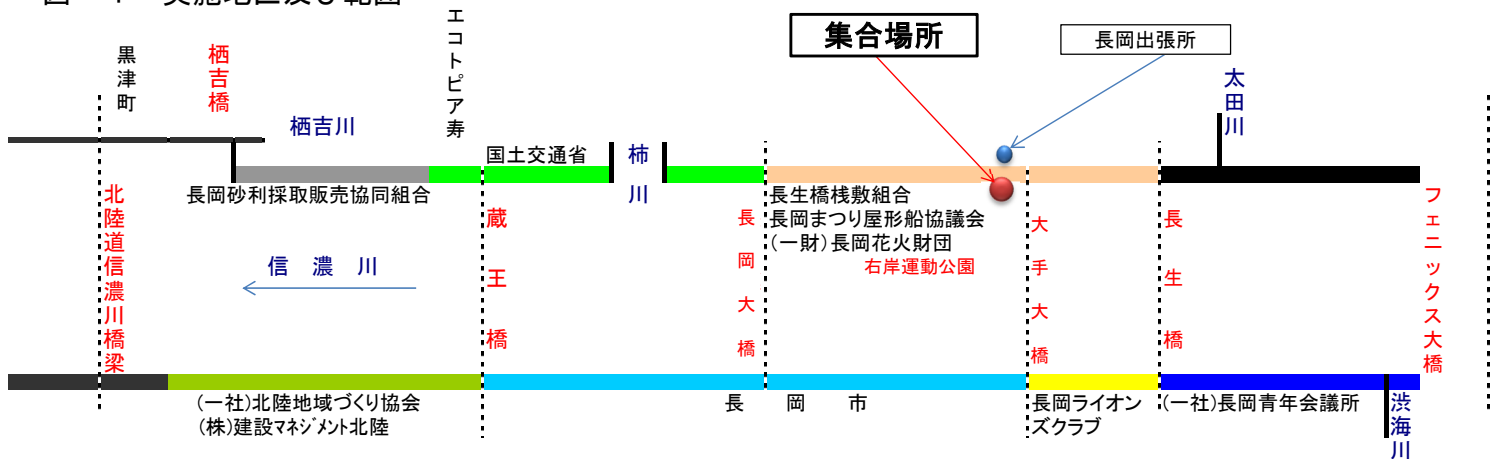 エコトピア寿
集合場所
長岡出張所
黒津町
栖吉橋
太田川
栖吉川
国土交通省
柿川
長岡砂利採取販売協同組合
長生橋桟敷組合
長岡まつり屋形船協議会
(一財)長岡花火財団
右岸運動公園
北陸道信濃川橋梁
信濃川
蔵王橋
長岡大橋
大手大橋
長生橋
フェニックス大橋
(一社)北陸地域づくり協会
(株)建設マネジメント北陸
長岡市
長岡ライオン
ズクラブ
(一社)長岡青年会議所
渋海川